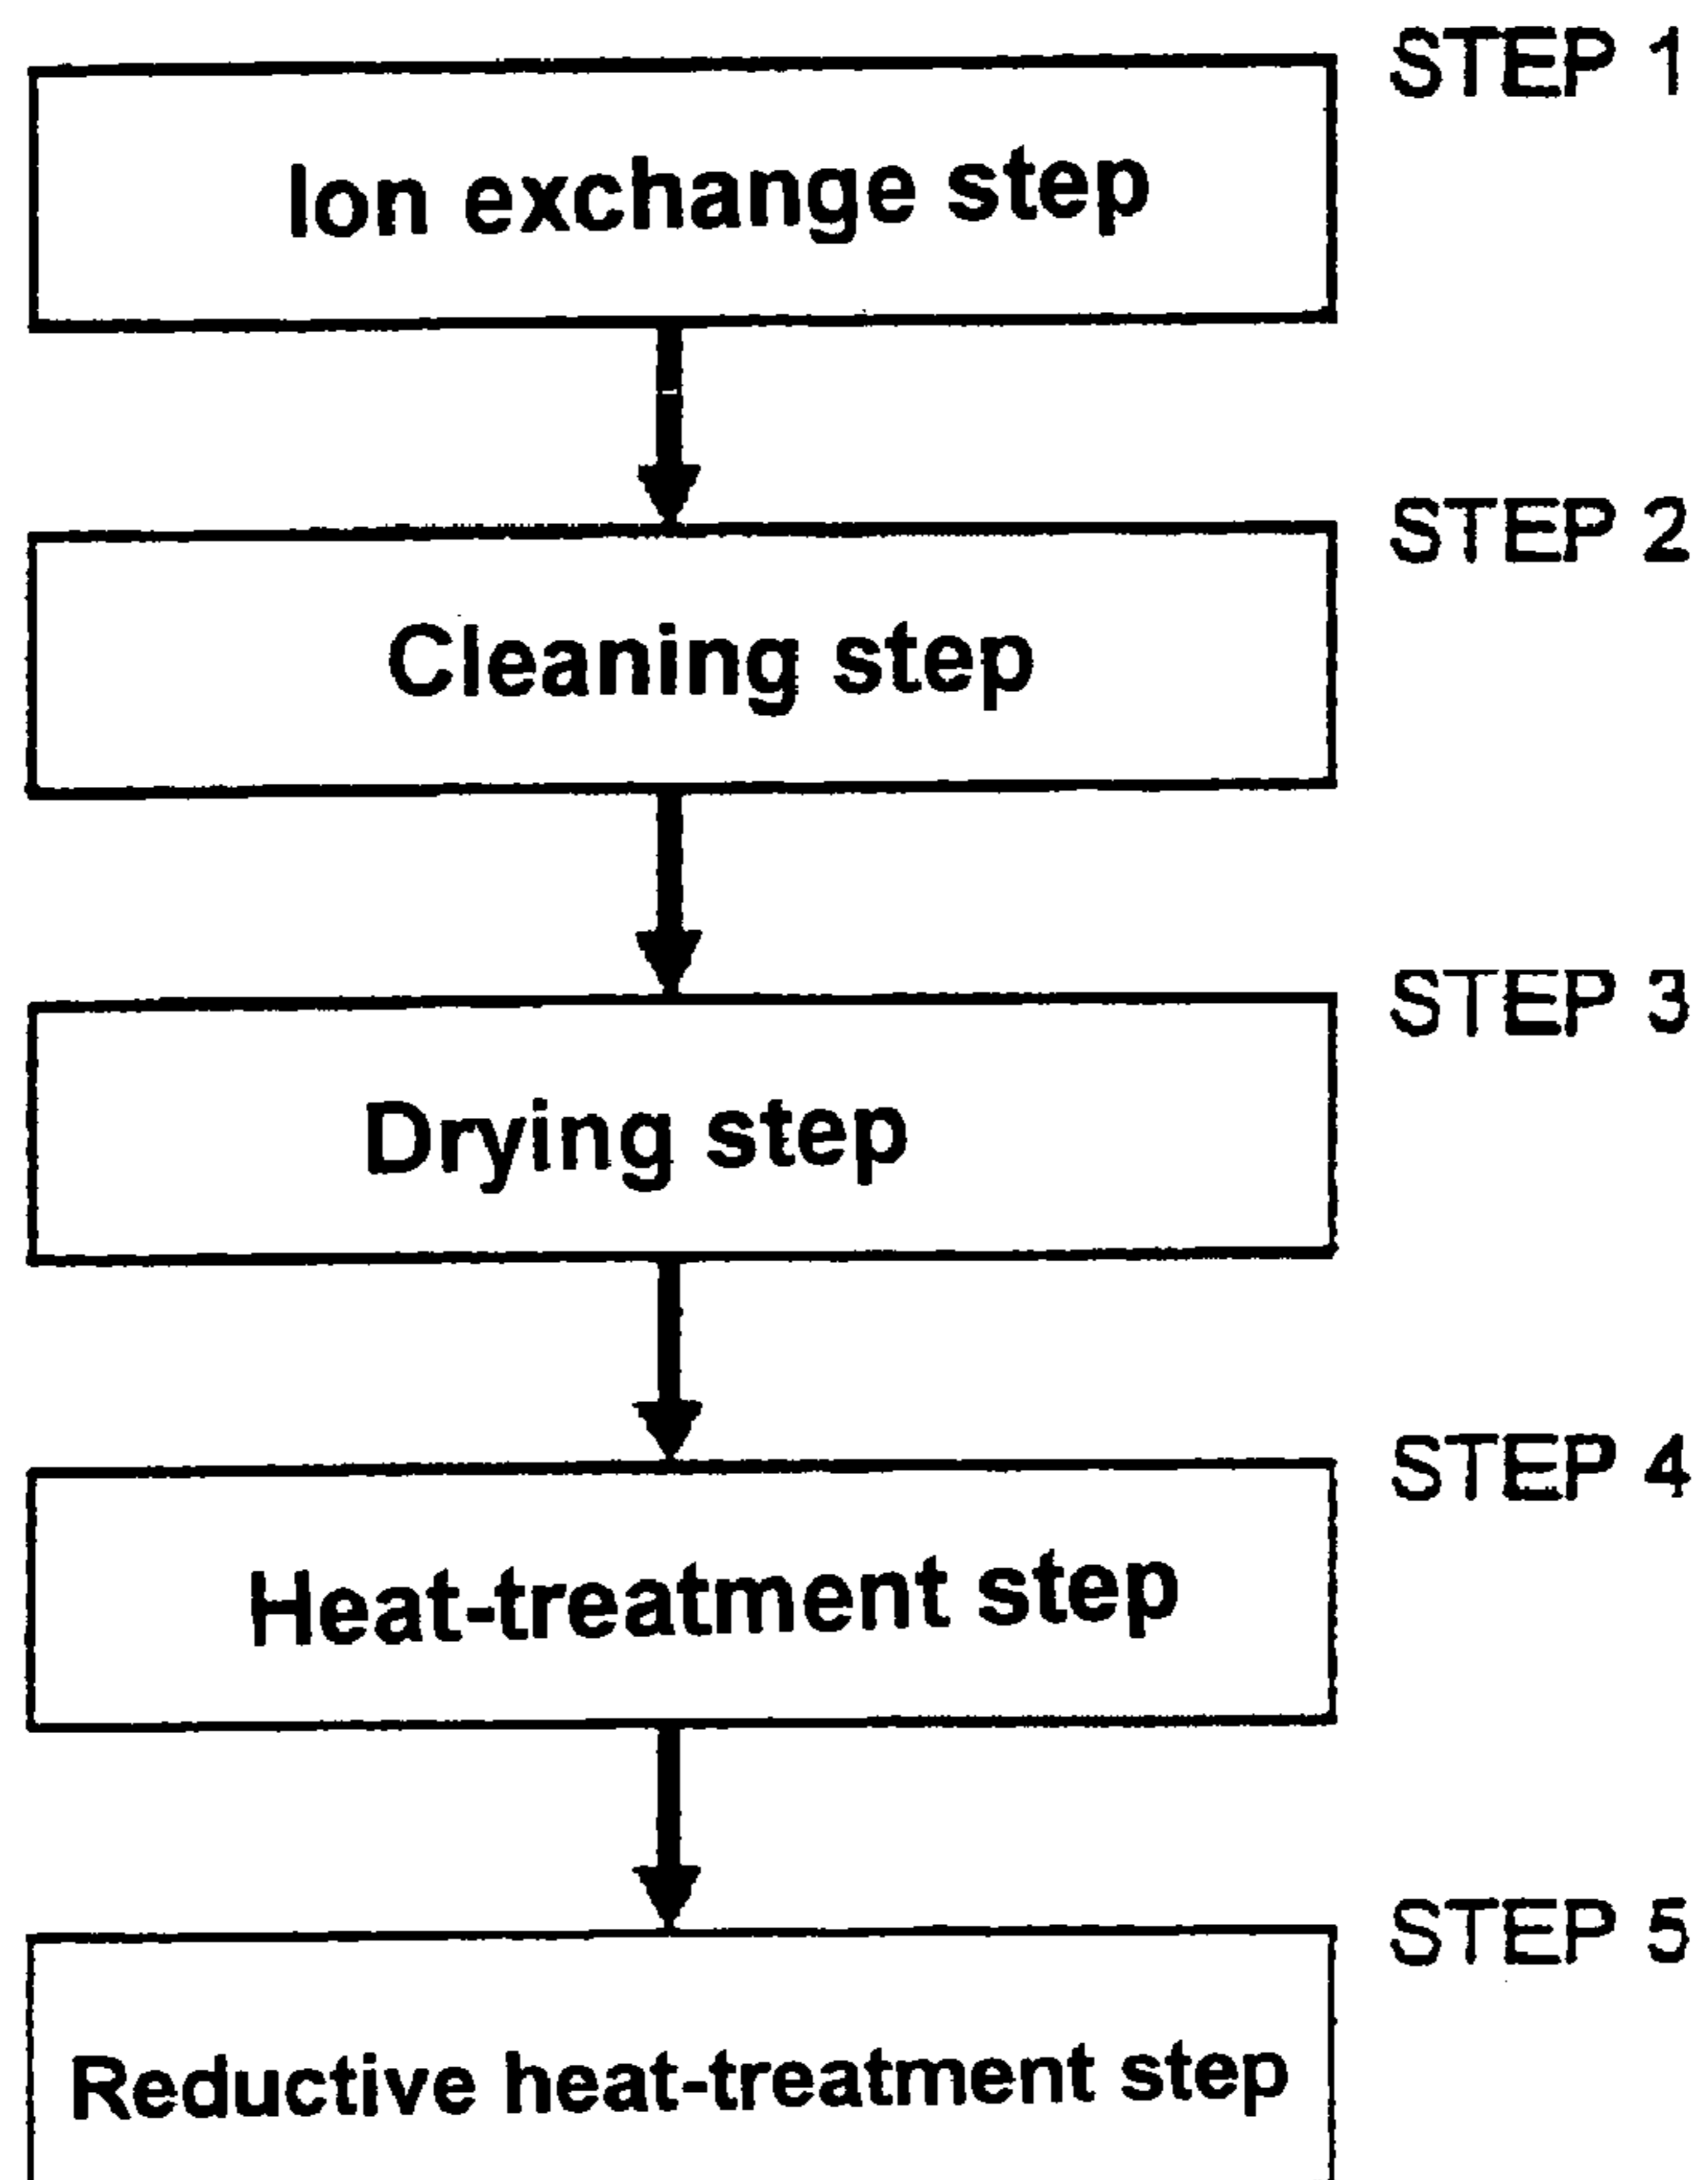 STEP 1
Ion exchange step
STEP 2
Cleaning step
STEP 3
Drying step
STEP 4
Heat-treatment step
STEP 5
Reductive heat-treatment step